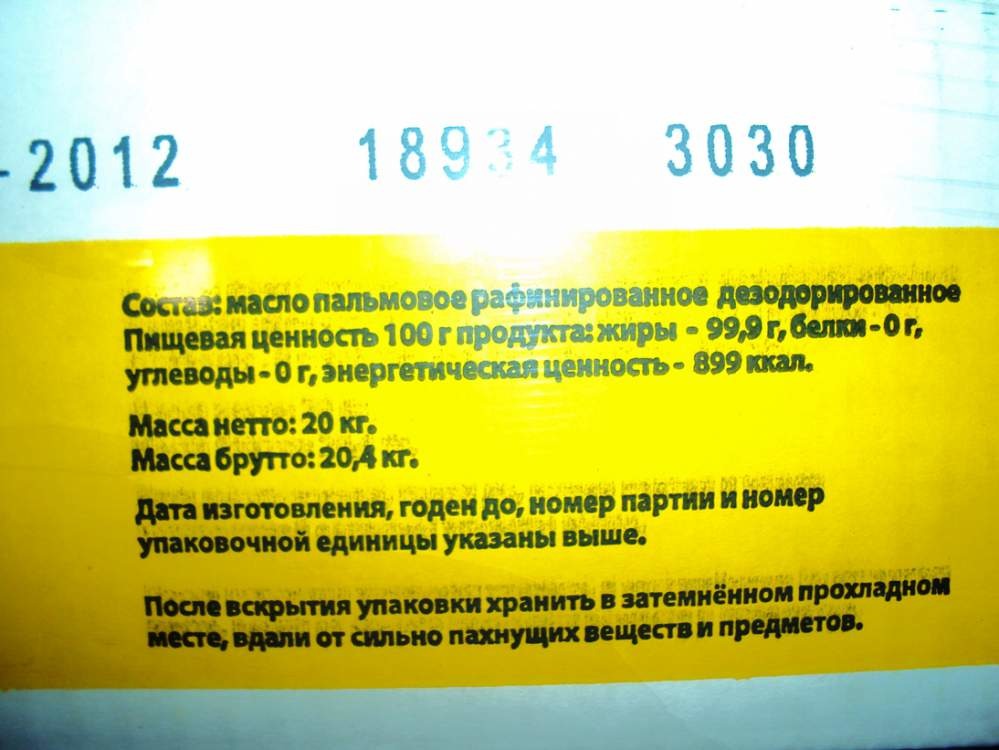 -2012 18934 3030
Состав: масло пальмовое рафинированное дезодорированное
Пищевая ценность 100 г продукта: жиры - 99,9 г, белки - 0 г,
углеводы - 0 г, энергетическая ценность - 899 ккал.
Масса нетто: 20 кг.
Масса брутто: 20,4 кг.
Дата изготовления, годен до, номер партии и номер
упаковочной единицы указаны выше.
После вскрытия упаковки хранить в затемнённом прохладном
месте, вдали от сильно пахнущих веществ и предметов.